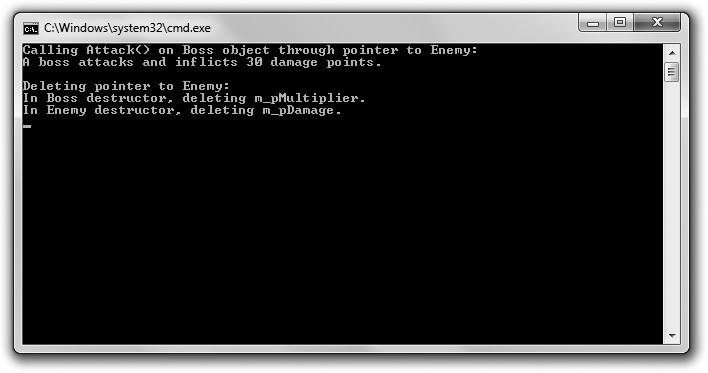 C:\Windows\system32\cmd.exe
Calling Attack() on Boss object through pointer to Enemy:
A boss attacks and inflicts 30 damage points.
Deleting pointer to Enemy:
In Boss destructor, deleting m_pMultiplier.
In Enemy destructor, deleting m_pDamage.